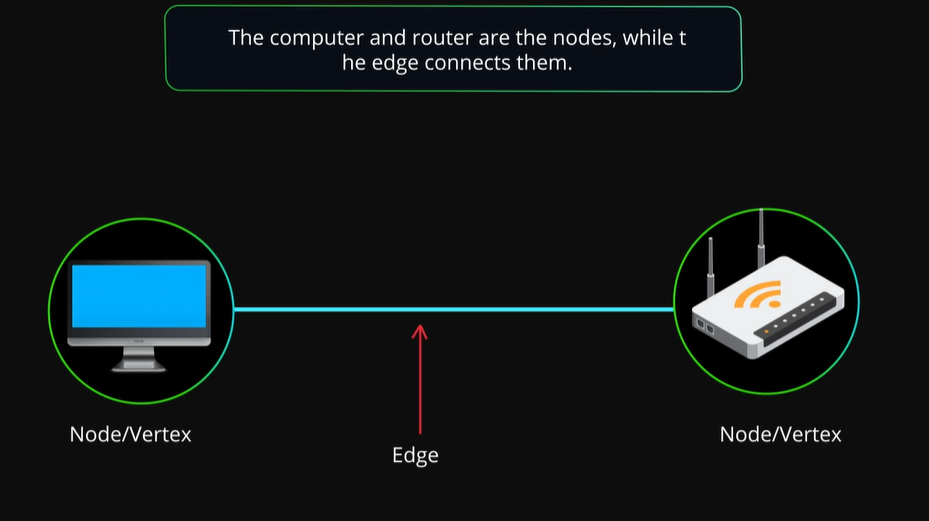 The computer and router are the nodes, while t
he edge connects them.
Node/Vertex
Node/Vertex
Edge